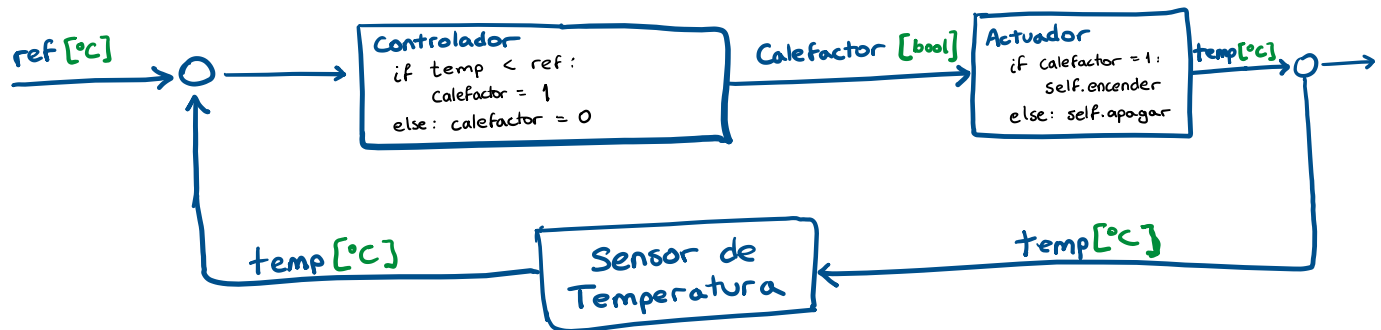 ref [°C]
Controlador
if temp < ref:
calefactor = 1
else: calefactor = 0
Calefactor [bool]
Actuador
if calefactor = 1:
self.encender
else: self.apagar
temp[°C]
temp[°C]
Sensor de
Temperatura
temp[°C]